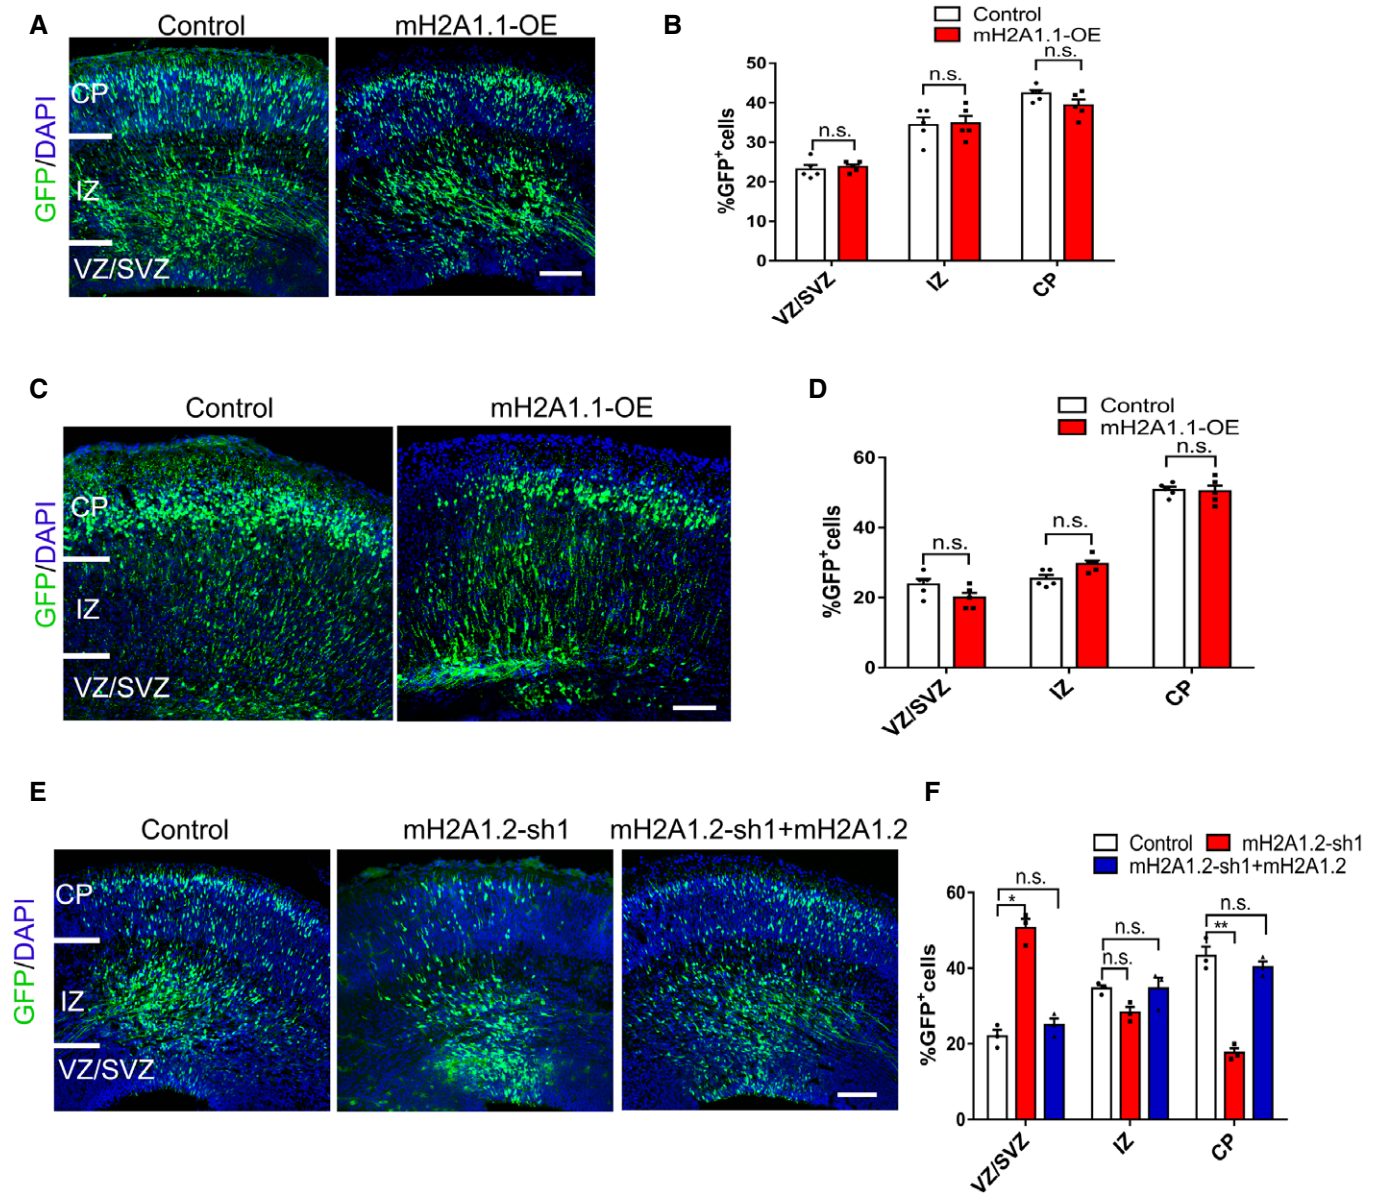 A
Control
mH2A1.1-OE
GFP/DAPI
CP
IZ
VZ/SVZ
B
Control
mH2A1.1-OE
%GFP+cells
50
40
30
20
10
0
n.s.
n.s.
n.s.
VZ/SVZ
IZ
CP
C
Control
mH2A1.1-OE
GFP/DAPI
CP
IZ
VZ/SVZ
D
Control
mH2A1.1-OE
%GFP+cells
60
40
20
0
n.s.
n.s.
n.s.
VZ/SVZ
IZ
CP
E
Control
mH2A1.2-sh1
mH2A1.2-sh1+mH2A1.2
GFP/DAPI
CP
IZ
VZ/SVZ
F
Control
mH2A1.2-sh1
mH2A1.2-sh1+mH2A1.2
%GFP+cells
60
40
20
0
n.s.
*
n.s.
n.s.
n.s.
**
VZ/SVZ
IZ
CP